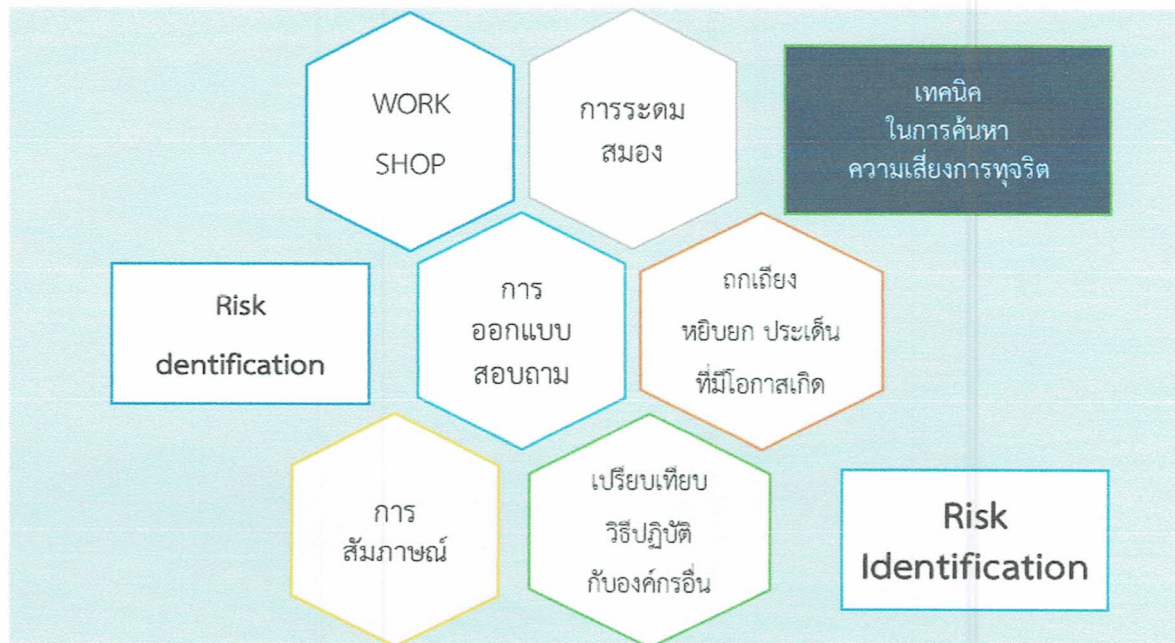 WORK
SHOP
การระดม
สมอง
เทคนิค
ในการค้นหา
ความเสี่ยงการทุจริต
Risk
dentification
การ
ออกแบบ
สอบถาม
ถกเถียง
หยิบยก ประเด็น
ที่มีโอกาสเกิด
การ
สัมภาษณ์
เปรียบเทียบ
วิธีปฏิบัติ
กับองค์กรอื่น
Risk
Identification